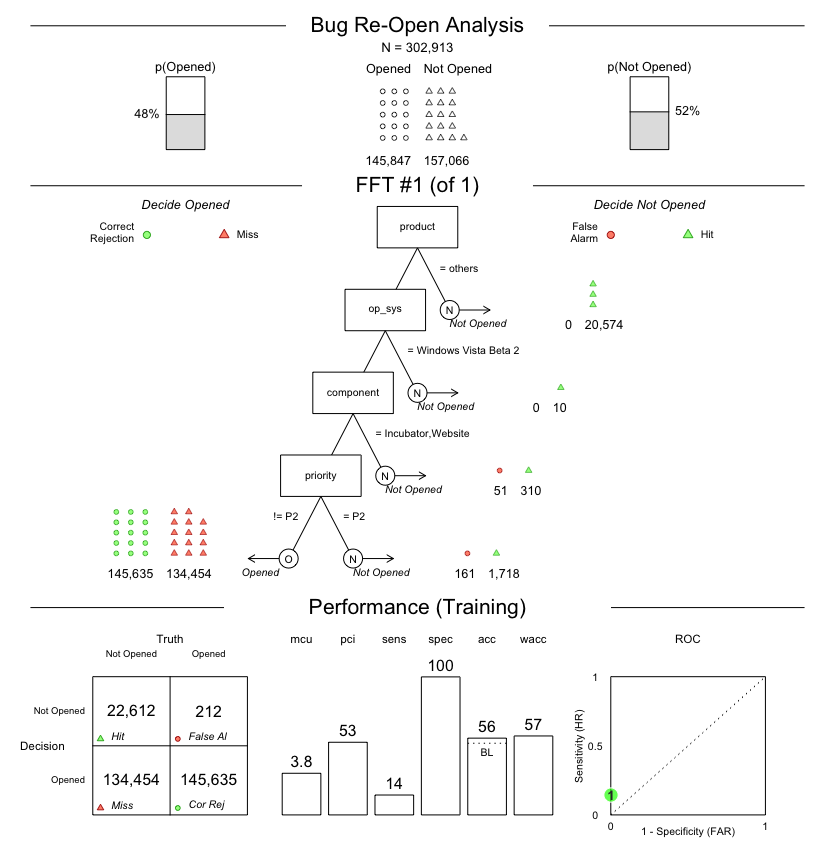 Bug Re-Open Analysis
N = 302,913
p(Opened)
Opened Not Opened
p(Not Opened)
48%
52%
145,847 157,066
FFT #1 (of 1)
Decide Opened
Decide Not Opened
Correct
Rejection
Miss
False
Alarm
Hit
product
= others
op_sys
N
Not Opened
0 20,574
= Windows Vista Beta 2
component
N
Not Opened
0 10
= Incubator,Website
priority
N
Not Opened
51 310
!= P2
= P2
O
N
145,635 134,454
Opened
Not Opened
161 1,718
Performance (Training)
Truth
Not Opened Opened
mcu pci sens spec acc wacc
ROC
Not Opened
22,612
212
Hit
False Al
Decision
Opened
134,454
145,635
Miss
Cor Rej
3.8
53
14
100
56
57
BL
Sensitivity (HR)
1
0.5
0
1
0
1
1 - Specificity (FAR)